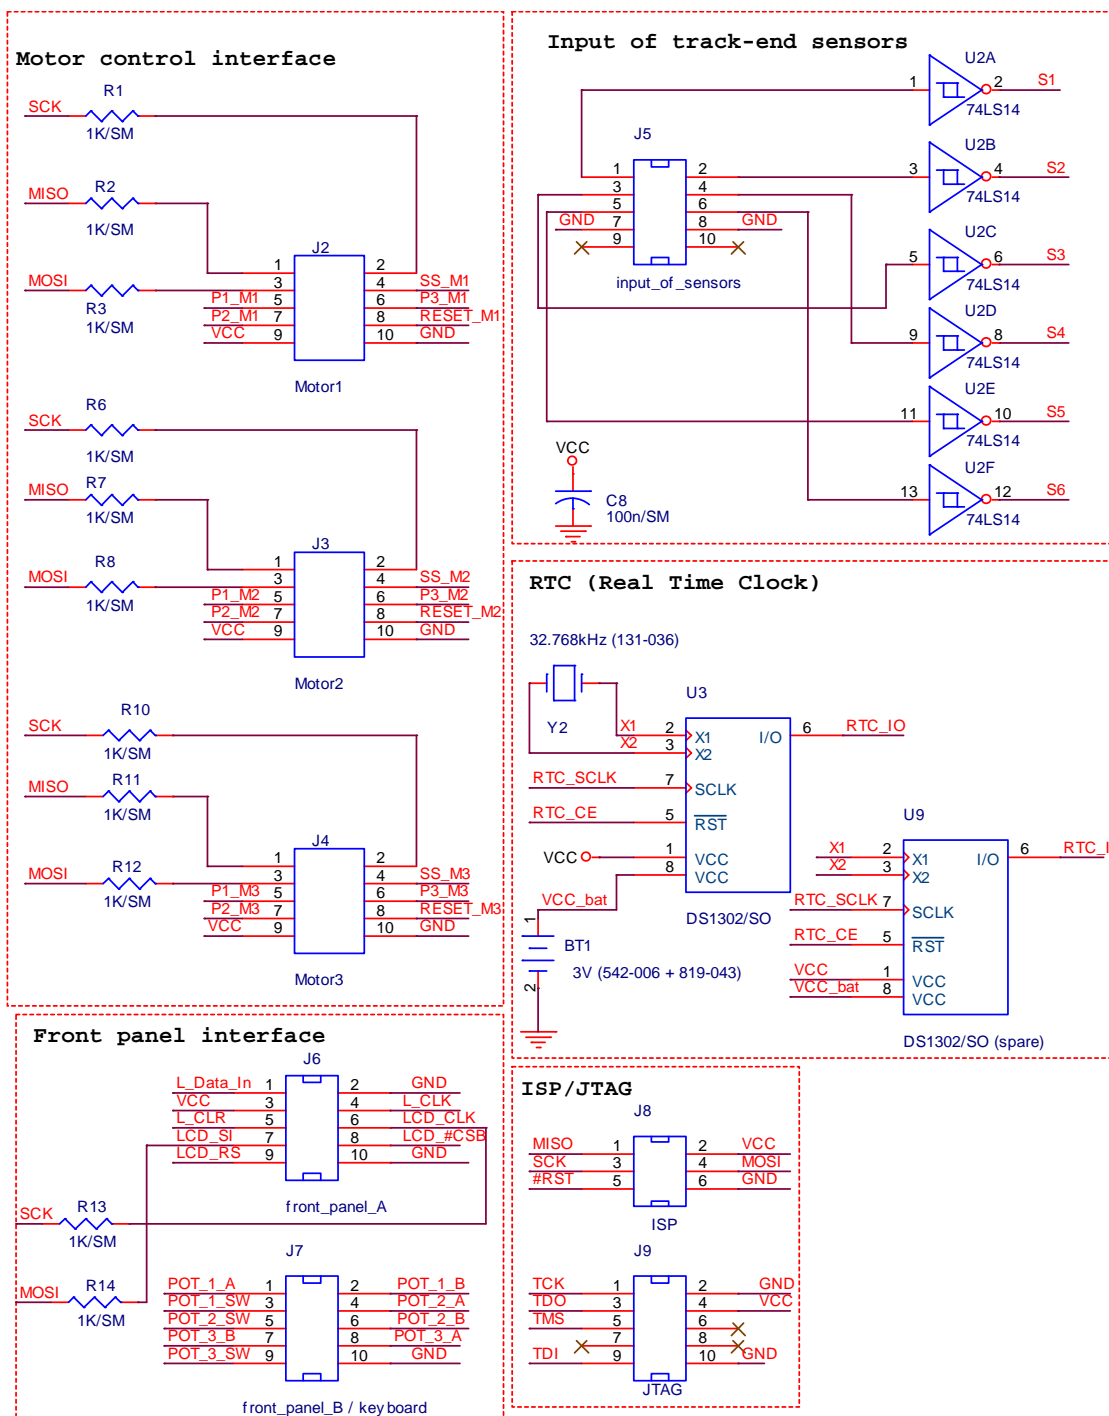 Motor control interface
SCK
R1
1K/SM
MISO
R2
1K/SM
MOSI
R3
1K/SM
J2
1 2
3 4 SS_M1
P1_M1 5 6 P3_M1
P2_M1 7 8 RESET_M1
VCC 9 10 GND
Motor1
SCK
R6
1K/SM
MISO
R7
1K/SM
MOSI
R8
1K/SM
J3
1 2
3 4 SS_M2
P1_M2 5 6 P3_M2
P2_M2 7 8 RESET_M2
VCC 9 10 GND
Motor2
SCK
R10
1K/SM
MISO
R11
1K/SM
MOSI
R12
1K/SM
J4
1 2
3 4 SS_M3
P1_M3 5 6 P3_M3
P2_M3 7 8 RESET_M3
VCC 9 10 GND
Motor3
Input of track-end sensors
J5
1 2
3 4
5 6
GND 7 8 GND
9 10
input_of_sensors
U2A
1 2 S1
74LS14
U2B
3 4 S2
74LS14
U2C
5 6 S3
74LS14
U2D
9 8 S4
74LS14
U2E
11 10 S5
74LS14
U2F
13 12 S6
74LS14
VCC
C8
100n/SM
RTC (Real Time Clock)
32.768kHz (131-036)
Y2
U3
X1 2 X1 I/O 6 RTC_IO
X2 3 X2
RTC_SCLK 7 SCLK
RTC_CE 5 RST
VCC 1 VCC
VCC_bat 8 VCC
DS1302/SO
1
BT1
3V (542-006 + 819-043)
2
U9
X1 2 X1 I/O 6 RTC_I
X2 3 X2
RTC_SCLK 7 SCLK
RTC_CE 5 RST
VCC 1 VCC
VCC_bat 8 VCC
DS1302/SO (spare)
Front panel interface
J6
L_Data_In 1 2 GND
VCC 3 4 L_CLK
L_CLR 5 6 LCD_CLK
LCD_SI 7 8 LCD_#CSB
LCD_RS 9 10 GND
front_panel_A
SCK
R13
1K/SM
MOSI
R14
1K/SM
J7
POT_1_A 1 2 POT_1_B
POT_1_SW 3 4 POT_2_A
POT_2_SW 5 6 POT_2_B
POT_3_B 7 8 POT_3_A
POT_3_SW 9 10 GND
front_panel_B / keyboard
ISP/JTAG
J8
MISO 1 2 VCC
SCK 3 4 MOSI
#RST 5 6 GND
ISP
J9
TCK 1 2 GND
TDO 3 4 VCC
TMS 5 6
7 8
TDI 9 10 GND
JTAG